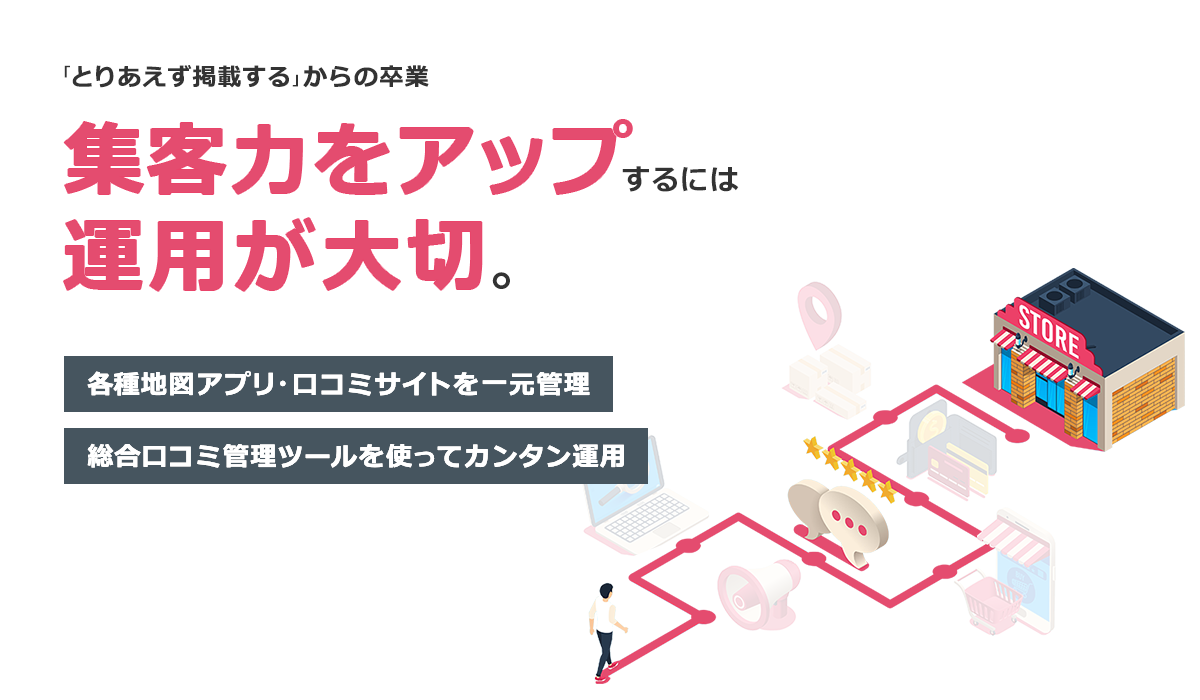 「とりあえず掲載する」からの卒業
集客力をアップするには
運用が大切。
各種地図アプリ・口コミサイトを一元管理
総合口コミ管理ツールを使ってカンタン運用
STORE